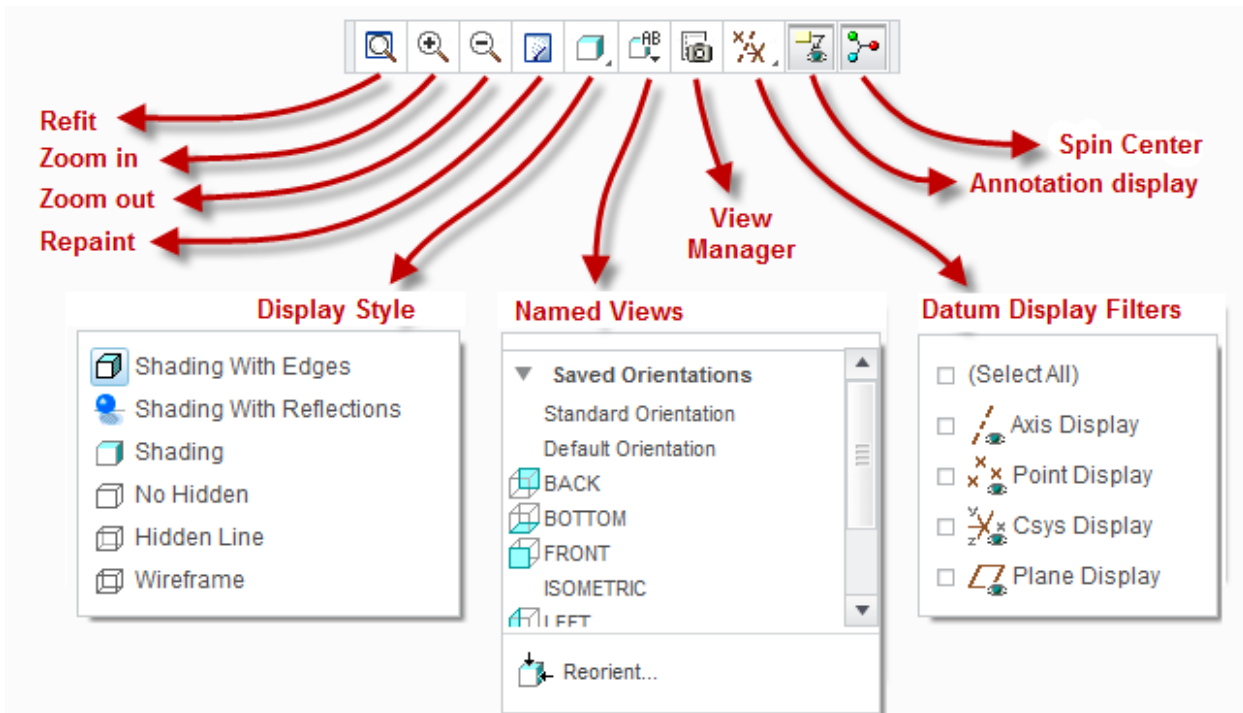 AB
Refit
Zoom in
Zoom out
Repaint
Spin Center
Annotation display
View
Manager
Display Style
Shading With Edges
Shading With Reflections
Shading
No Hidden
Hidden Line
Wireframe
Named Views
Saved Orientations
Standard Orientation
Default Orientation
BACK
BOTTOM
FRONT
ISOMETRIC
LEFT
Reorient...
Datum Display Filters
(Select All)
Axis Display
Point Display
Csys Display
Plane Display